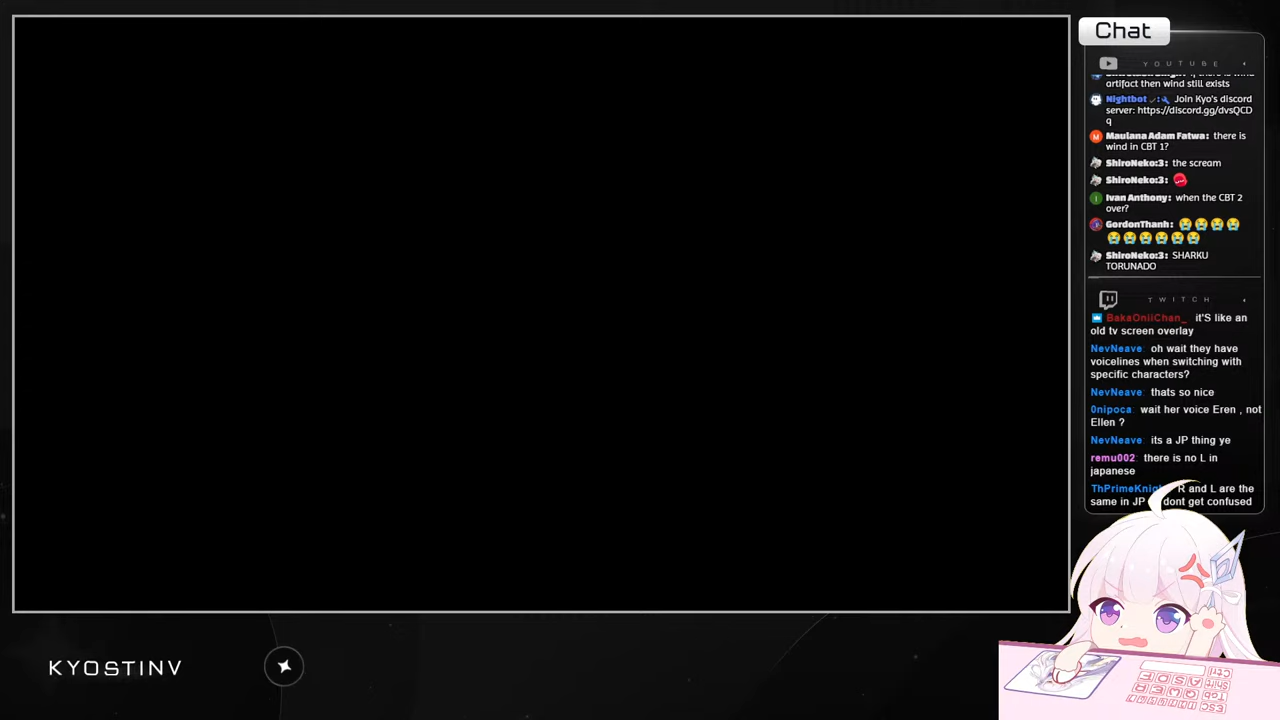 Chat
YOUTUBE
artifact then wind still exists
Nightbot : Join Kyo's discord
server: https://discord.gg/dvsQCD
q
Maulana Adam Fatwa: there is
wind in CBT 1?
ShiroNeko:3: the scream
ShiroNeko:3:
Ivan Anthony: when the CBT 2
over?
GordonThanh: 😭😭😭😭
😭😭😭😭😭😭
ShiroNeko:3: SHARKU
TORUNADO
TWITCH
BakaOniiChan_ it'S like an
old tv screen overlay
NevNeave: oh wait they have
voicelines when switching with
specific characters?
NevNeave: thats so nice
0nipoca: wait her voice Eren , not
Ellen ?
NevNeave: its a JP thing ye
remu002: there is no L in
japanese
R and L are the
same in JP dont get confused
KYOSTINV
Ctrl
Shift
Tab
ESC